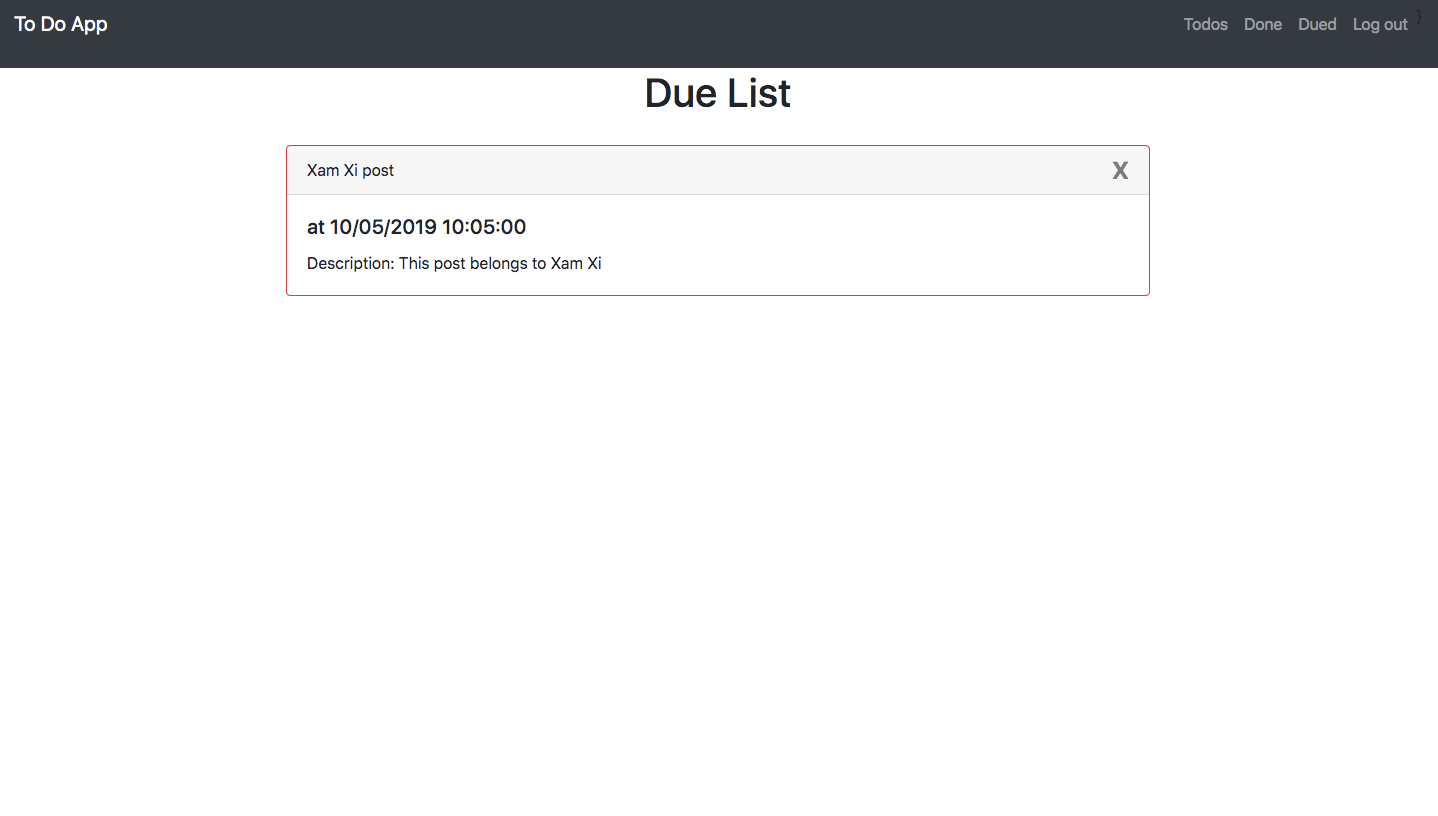 To Do App
Todos Done Dued Log out }
Due List
Xam Xi post X
at 10/05/2019 10:05:00
Description: This post belongs to Xam Xi